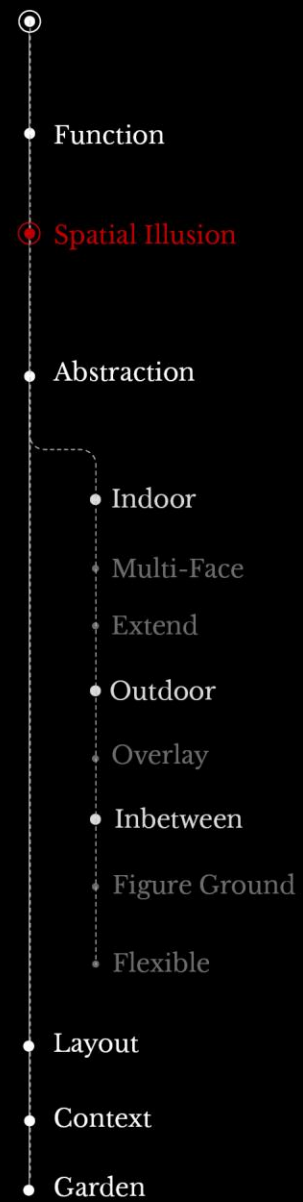 Function
Spatial Illusion
Abstraction
Indoor
Multi-Face
Extend
Outdoor
Overlay
Inbetween
Figure Ground
Flexible
Layout
Context
Garden